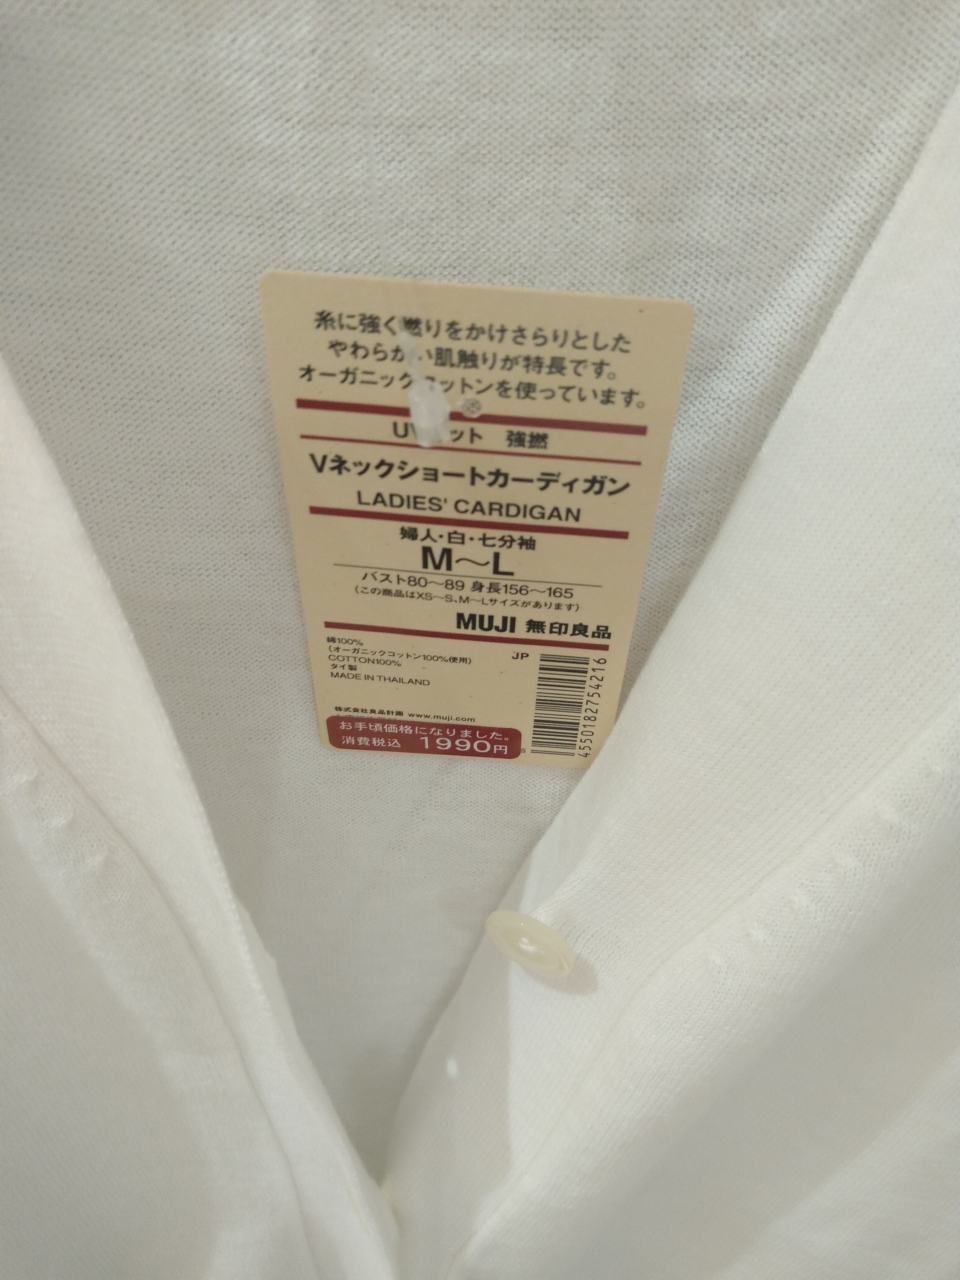 糸に強く撚りをかけさらりとした
やわらかい肌触りが特長です。
オーガニックコットンを使っています。
UVカット 強撚
Vネックショートカーディガン
LADIES' CARDIGAN
婦人・白・七分袖
M〜L
バスト80〜89 身長156〜165
(この商品はXS〜S、M〜Lサイズがあります)
MUJI 無印良品
綿100%
(オーガニックコットン100%使用)
COTTON100%
タイ製
MADE IN THAILAND
JP
4550182754216
株式会社良品計画 www.muji.com
お手頃価格になりました。
消費税込 1990円